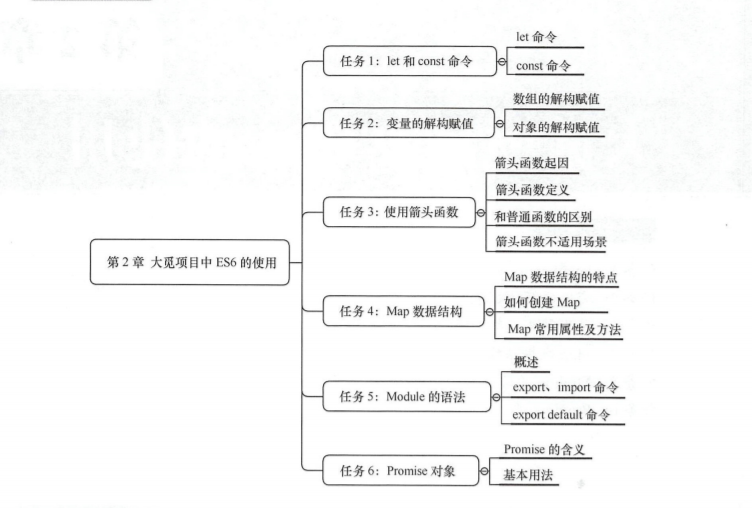 第 2 章 大觅项目中 ES6 的使用
任务 1：let 和 const 命令
let 命令
const 命令
任务 2：变量的解构赋值
数组的解构赋值
对象的解构赋值
任务 3：使用箭头函数
箭头函数起因
箭头函数定义
和普通函数的区别
箭头函数不适用场景
任务 4：Map 数据结构
Map 数据结构的特点
如何创建 Map
Map 常用属性及方法
任务 5：Module 的语法
概述
export、import 命令
export default 命令
任务 6：Promise 对象
Promise 的含义
基本用法